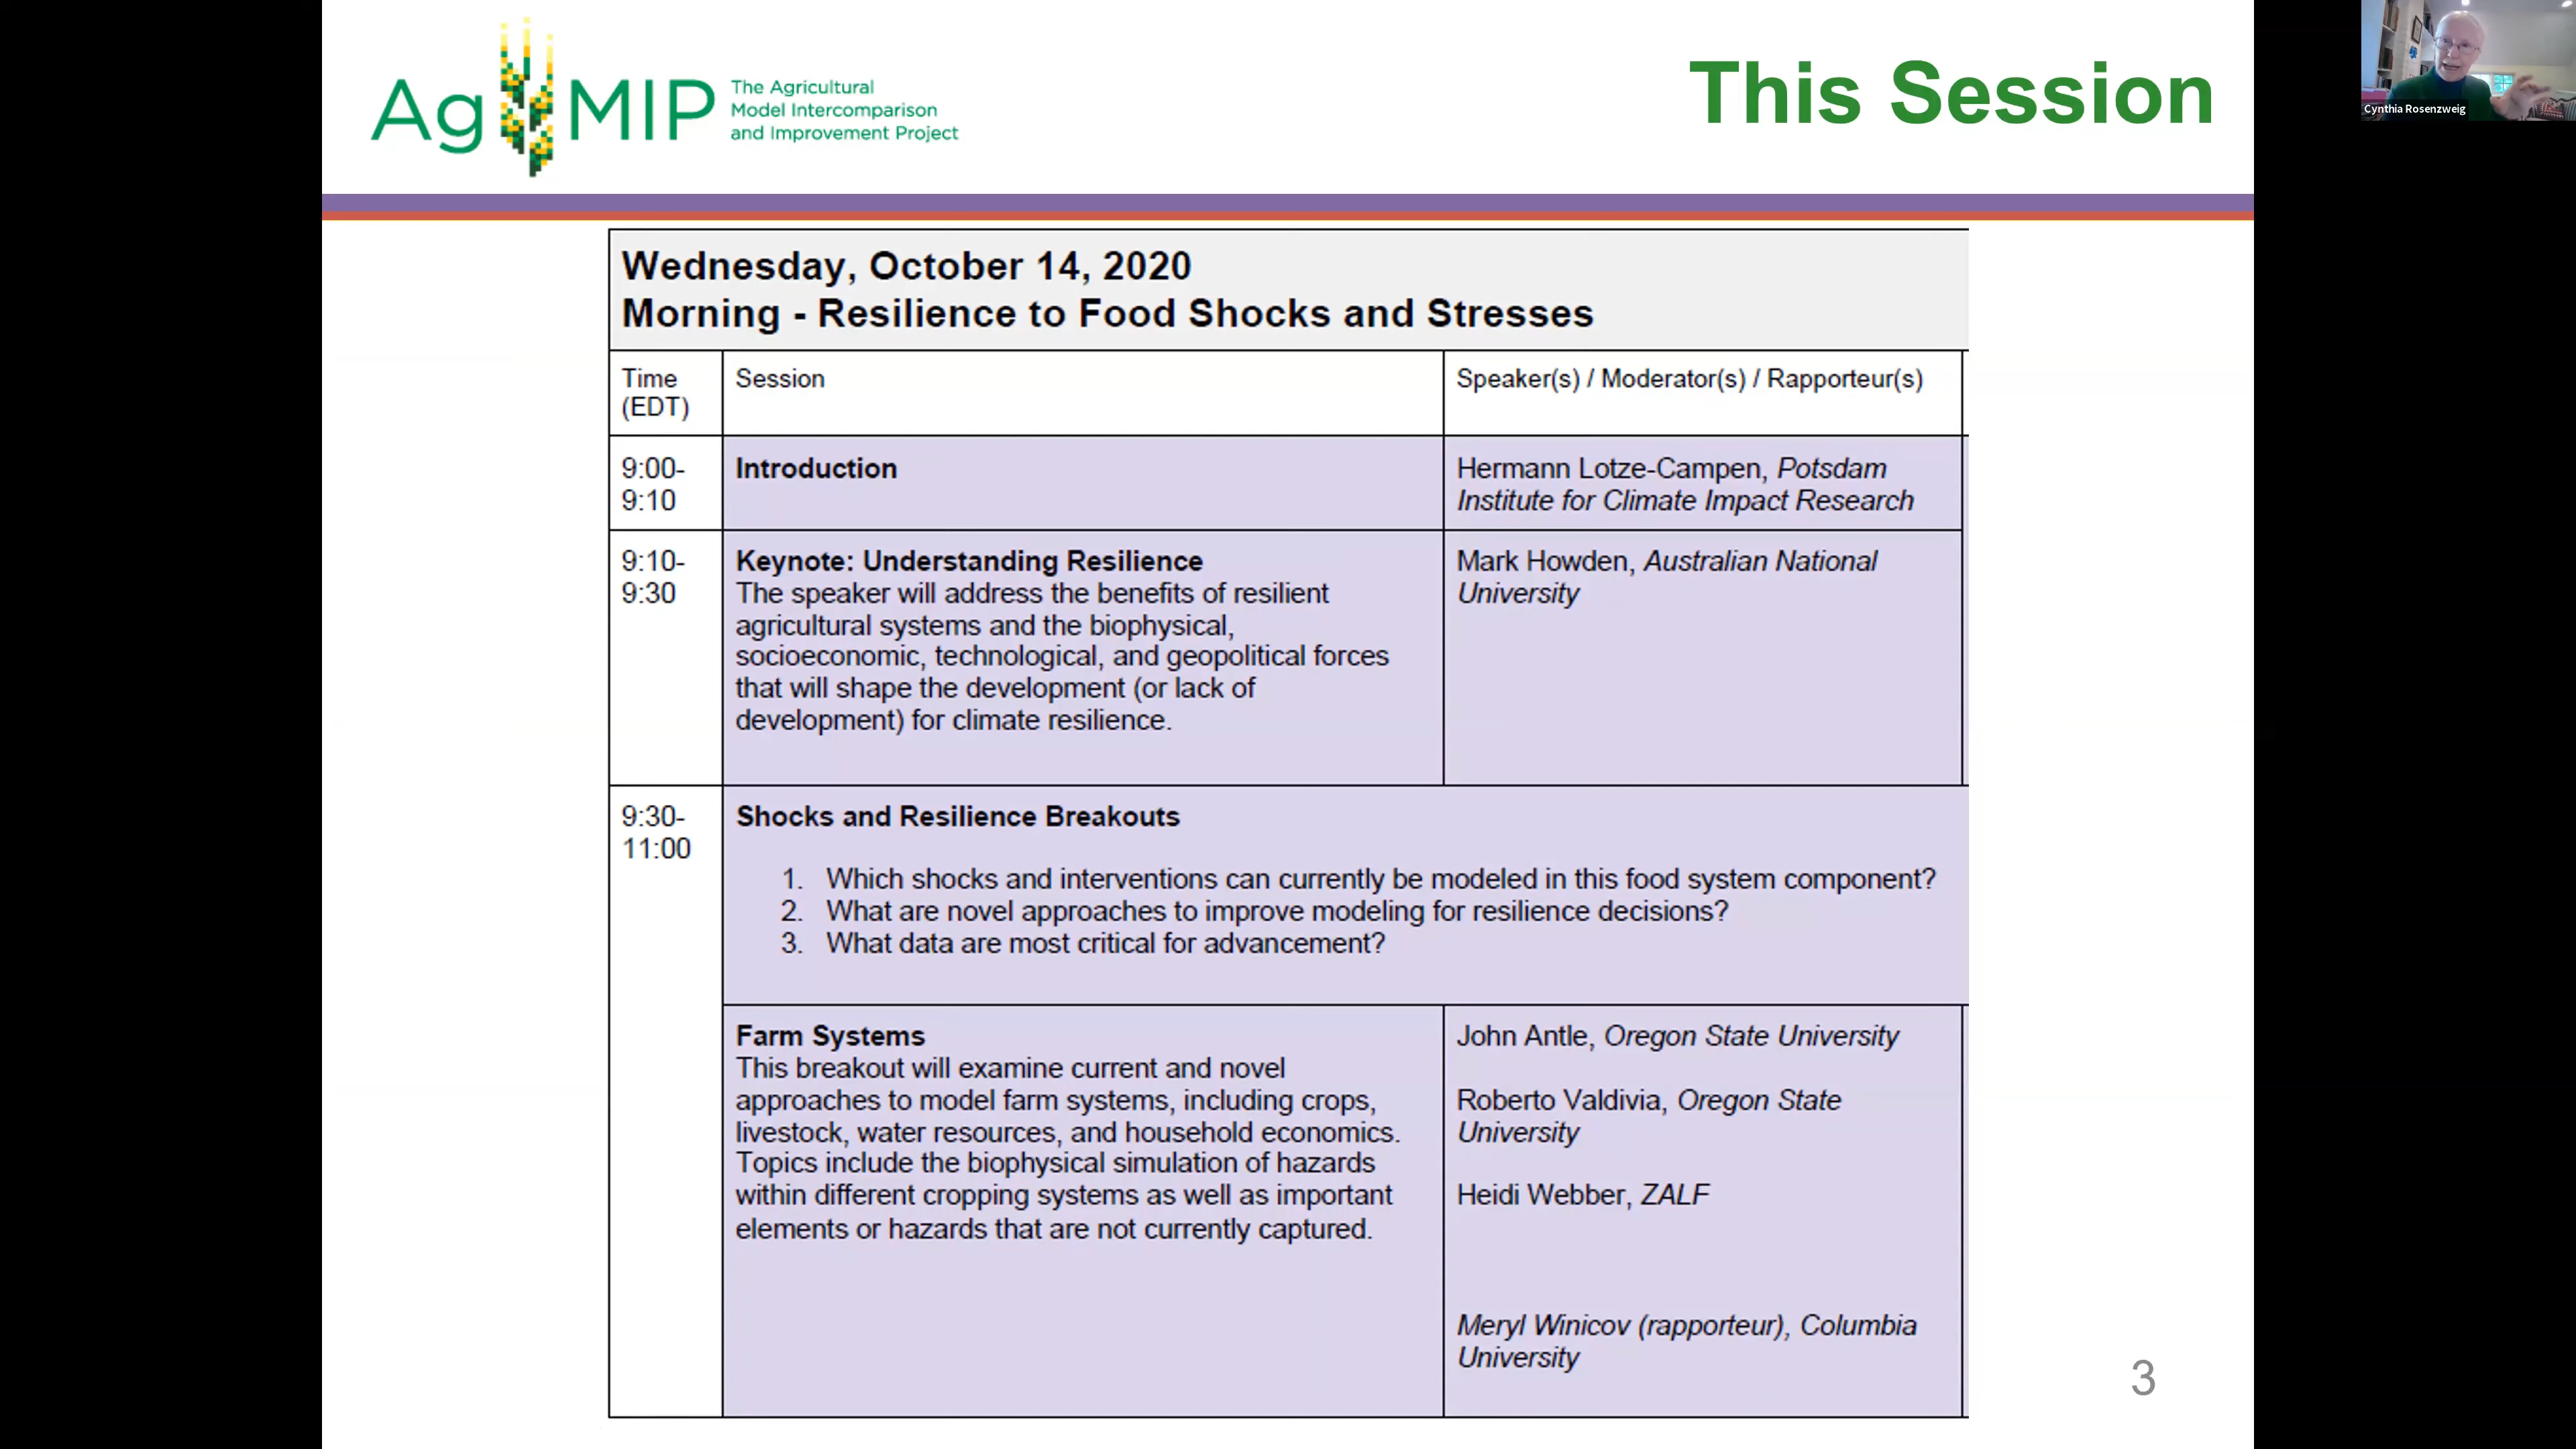 AgMIP
The Agricultural
Model Intercomparison
and Improvement Project
This Session
Cynthia Rosenzweig
Wednesday, October 14, 2020
Morning - Resilience to Food Shocks and Stresses
Time
(EDT)
Session
Speaker(s) / Moderator(s) / Rapporteur(s)
9:00-
9:10
Introduction
Hermann Lotze-Campen, Potsdam
Institute for Climate Impact Research
9:10-
9:30
Keynote: Understanding Resilience
The speaker will address the benefits of resilient
agricultural systems and the biophysical,
socioeconomic, technological, and geopolitical forces
that will shape the development (or lack of
development) for climate resilience.
Mark Howden, Australian National
University
9:30-
11:00
Shocks and Resilience Breakouts
1. Which shocks and interventions can currently be modeled in this food system component?
2. What are novel approaches to improve modeling for resilience decisions?
3. What data are most critical for advancement?
Farm Systems
This breakout will examine current and novel
approaches to model farm systems, including crops,
livestock, water resources, and household economics.
Topics include the biophysical simulation of hazards
within different cropping systems as well as important
elements or hazards that are not currently captured.
John Antle, Oregon State University
Roberto Valdivia, Oregon State
University
Heidi Webber, ZALF
Meryl Winicov (rapporteur), Columbia
University
3